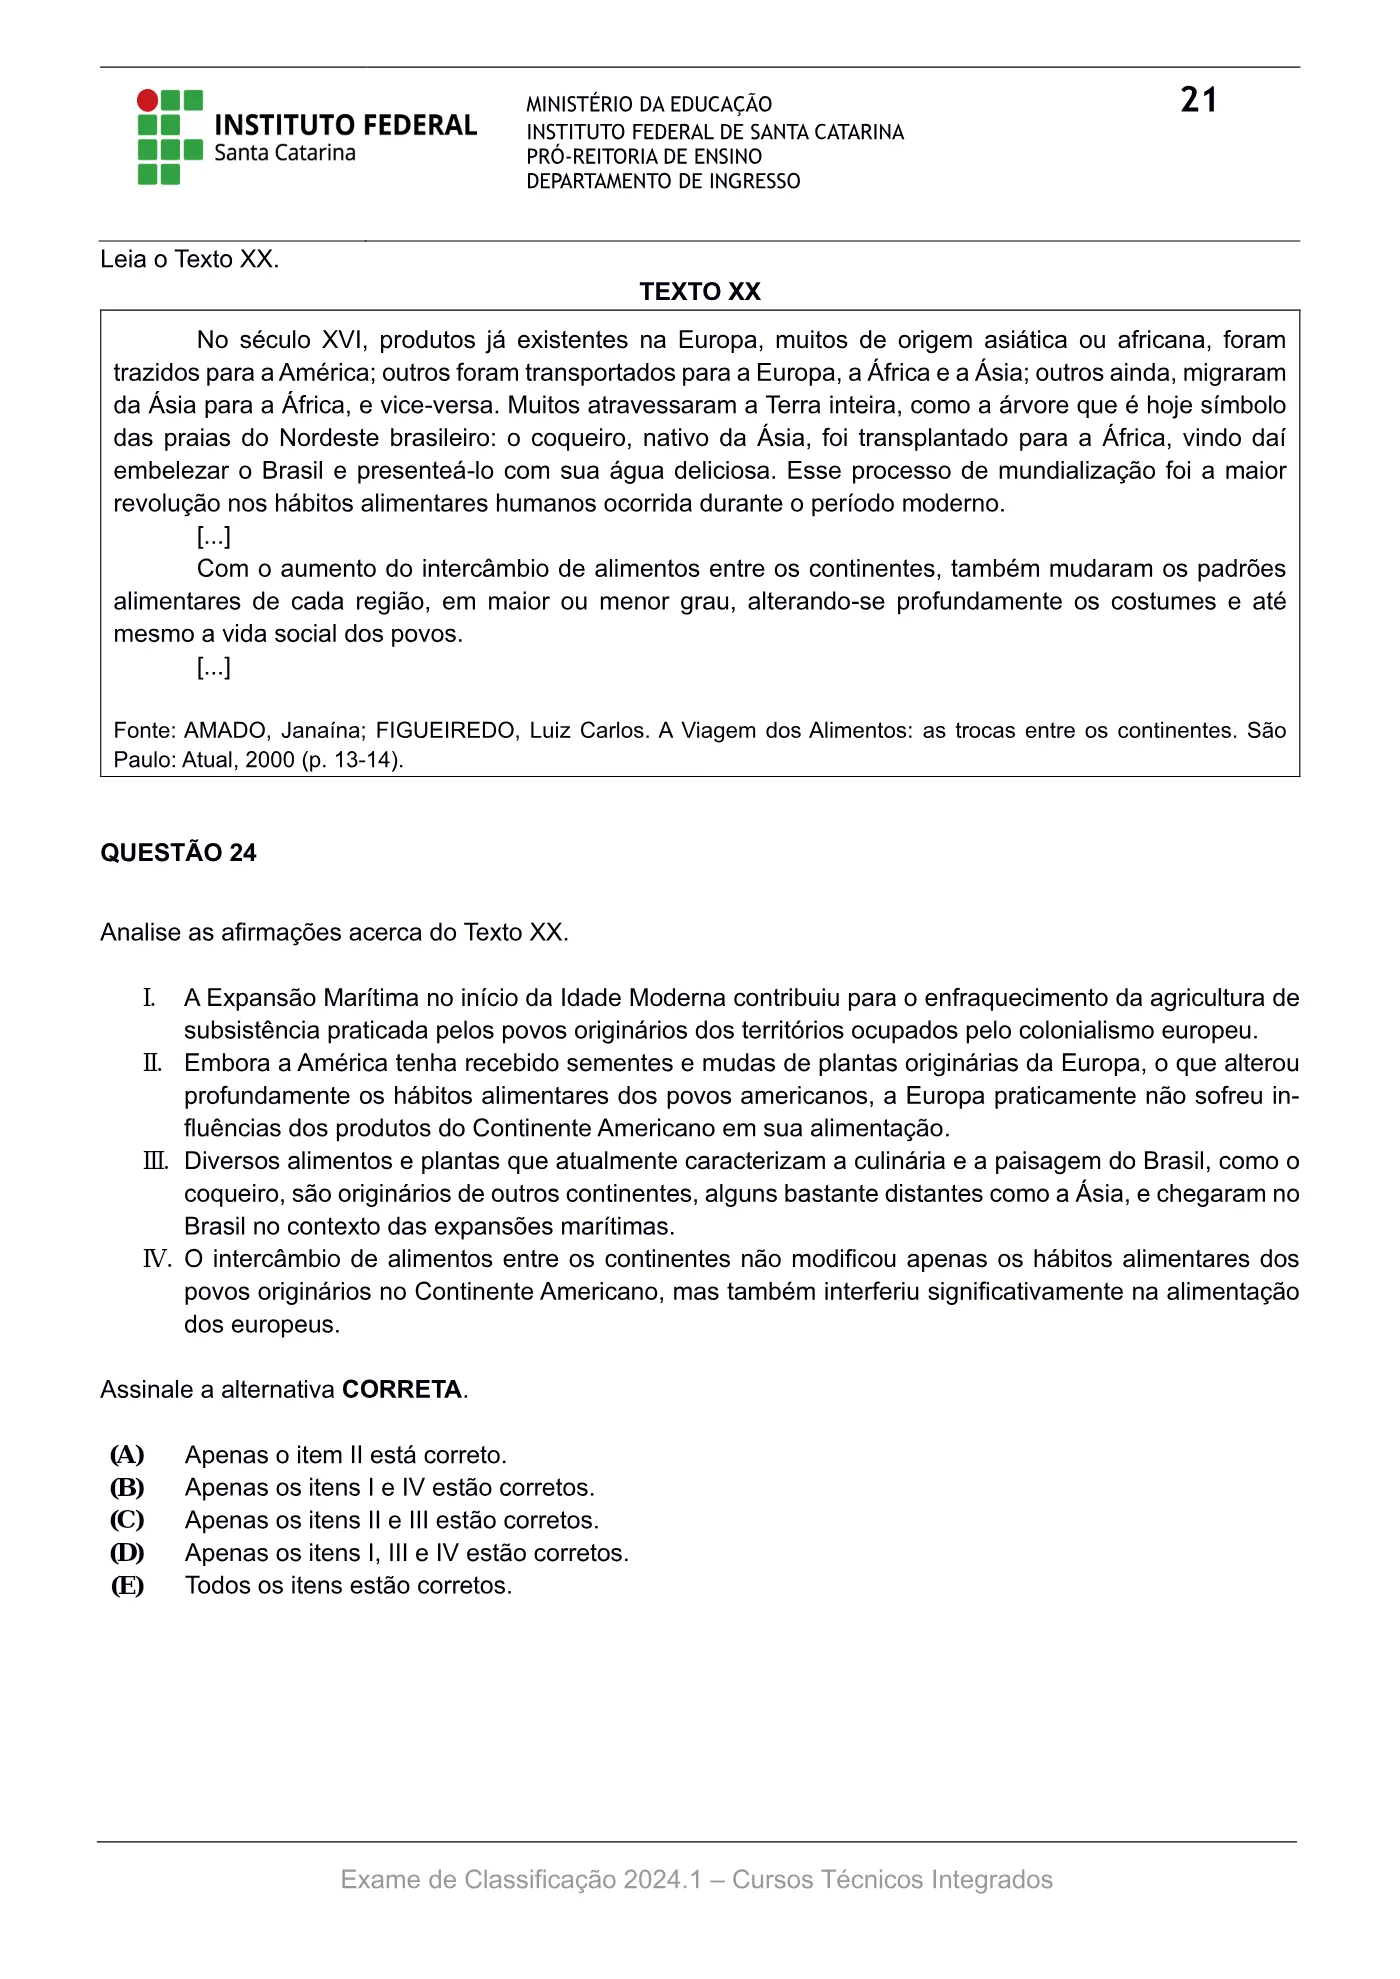 INSTITUTO FEDERAL
Santa Catarina
MINISTÉRIO DA EDUCAÇÃO
INSTITUTO FEDERAL DE SANTA CATARINA
PRÓ-REITORIA DE ENSINO
DEPARTAMENTO DE INGRESSO
21
Leia o Texto XX.
TEXTO XX
No século XVI, produtos já existentes na Europa, muitos de origem asiática ou africana, foram
trazidos para a América; outros foram transportados para a Europa, a África e a Ásia; outros ainda, migraram
da Ásia para a África, e vice-versa. Muitos atravessaram a Terra inteira, como a árvore que é hoje símbolo
das praias do Nordeste brasileiro: o coqueiro, nativo da Ásia, foi transplantado para a África, vindo daí
embelezar o Brasil e presenteá-lo com sua água deliciosa. Esse processo de mundialização foi a maior
revolução nos hábitos alimentares humanos ocorrida durante o período moderno.
[...]
Com o aumento do intercâmbio de alimentos entre os continentes, também mudaram os padrões
alimentares de cada região, em maior ou menor grau, alterando-se profundamente os costumes e até
mesmo a vida social dos povos.
[...]
Fonte: AMADO, Janaína; FIGUEIREDO, Luiz Carlos. A Viagem dos Alimentos: as trocas entre os continentes. São
Paulo: Atual, 2000 (p. 13-14).
QUESTÃO 24
Analise as afirmações acerca do Texto XX.
I. A Expansão Marítima no início da Idade Moderna contribuiu para o enfraquecimento da agricultura de
subsistência praticada pelos povos originários dos territórios ocupados pelo colonialismo europeu.
II. Embora a América tenha recebido sementes e mudas de plantas originárias da Europa, o que alterou
profundamente os hábitos alimentares dos povos americanos, a Europa praticamente não sofreu in-
fluências dos produtos do Continente Americano em sua alimentação.
III. Diversos alimentos e plantas que atualmente caracterizam a culinária e a paisagem do Brasil, como o
coqueiro, são originários de outros continentes, alguns bastante distantes como a Ásia, e chegaram no
Brasil no contexto das expansões marítimas.
IV. O intercâmbio de alimentos entre os continentes não modificou apenas os hábitos alimentares dos
povos originários no Continente Americano, mas também interferiu significativamente na alimentação
dos europeus.
Assinale a alternativa CORRETA.
(A) Apenas o item II está correto.
(B) Apenas os itens I e IV estão corretos.
(C) Apenas os itens II e III estão corretos.
(D) Apenas os itens I, III e IV estão corretos.
(E) Todos os itens estão corretos.
Exame de Classificação 2024.1 – Cursos Técnicos Integrados